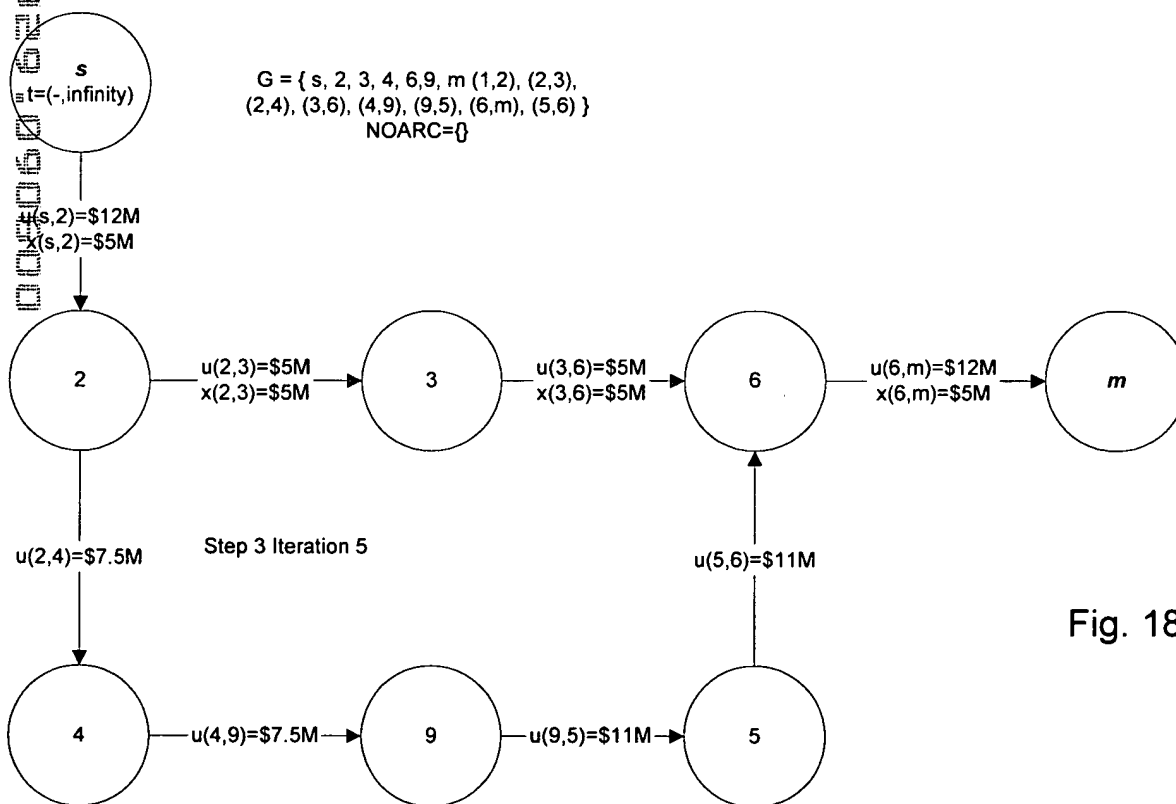 s
t=(-,infinity)
G = { s, 2, 3, 4, 6,9, m (1,2), (2,3),
(2,4), (3,6), (4,9), (9,5), (6,m), (5,6) }
NOARC={}
u(s,2)=$12M
x(s,2)=$5M
2
u(2,3)=$5M
x(2,3)=$5M
3
u(3,6)=$5M
x(3,6)=$5M
6
u(6,m)=$12M
x(6,m)=$5M
m
u(2,4)=$7.5M
Step 3 Iteration 5
u(5,6)=$11M
Fig. 18
4
u(4,9)=$7.5M
9
u(9,5)=$11M
5